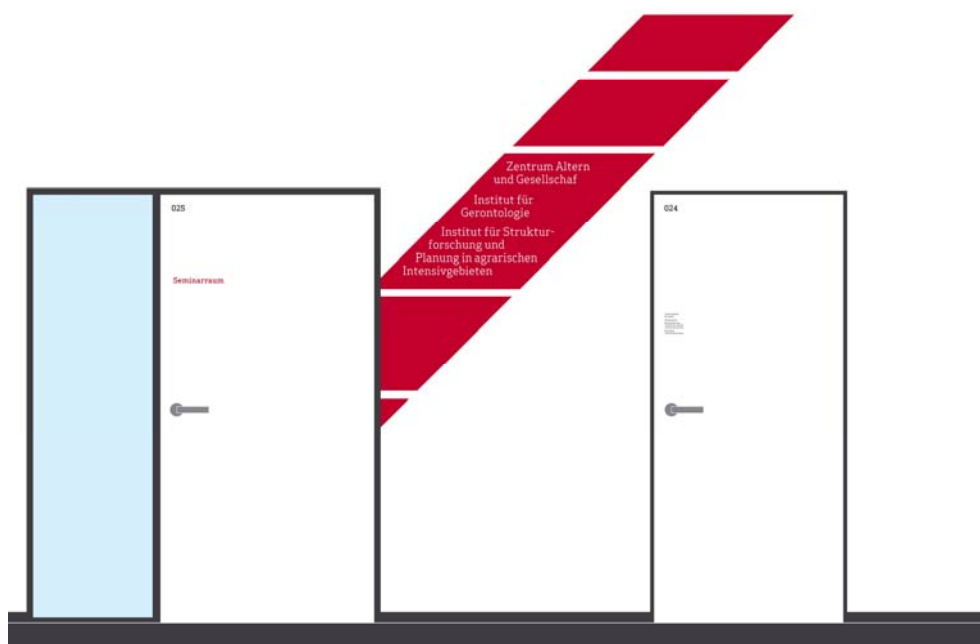 Zentrum Altern
und Gesellschaf
Institut für
Gerontologie
Institut für Struktur-
forschung und
Planung in agrarischen
Intensivgebieten
025
Seminarraum
024